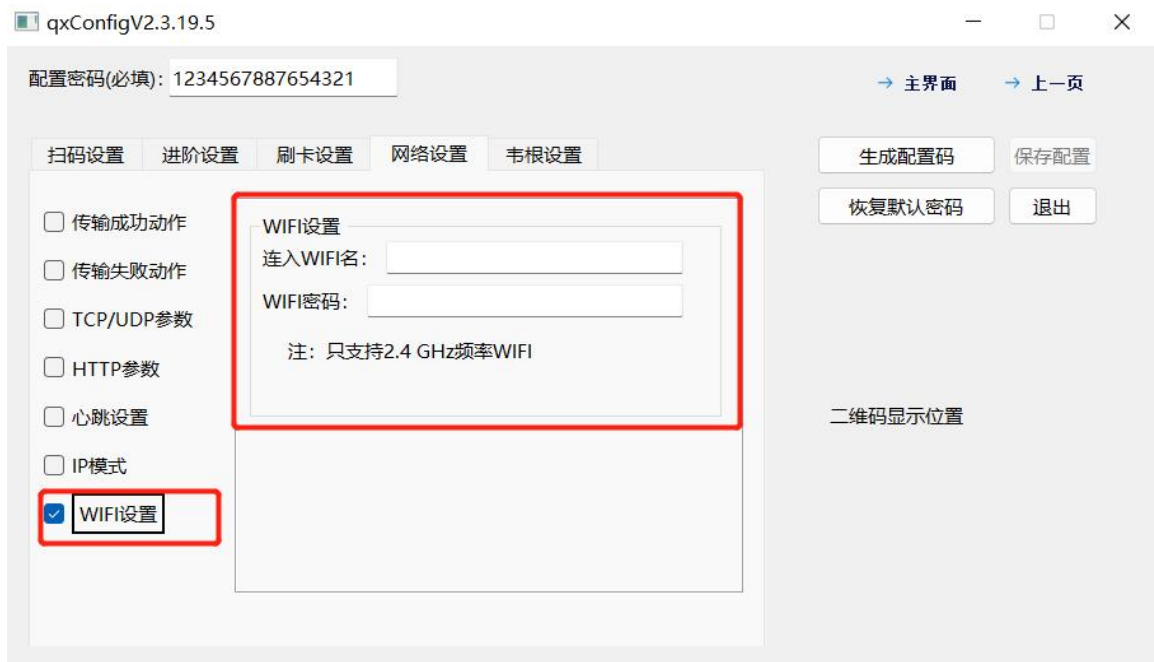 qxConfigV2.3.19.5
配置密码(必填): 1234567887654321
→ 主界面 → 上一页
扫码设置 进阶设置 刷卡设置 网络设置 韦根设置
生成配置码 保存配置
恢复默认密码 退出
传输成功动作
传输失败动作
TCP/UDP参数
HTTP参数
心跳设置
IP模式
WIFI设置
WIFI设置
连入WIFI名:
WIFI密码:
注: 只支持2.4 GHz频率WIFI
二维码显示位置